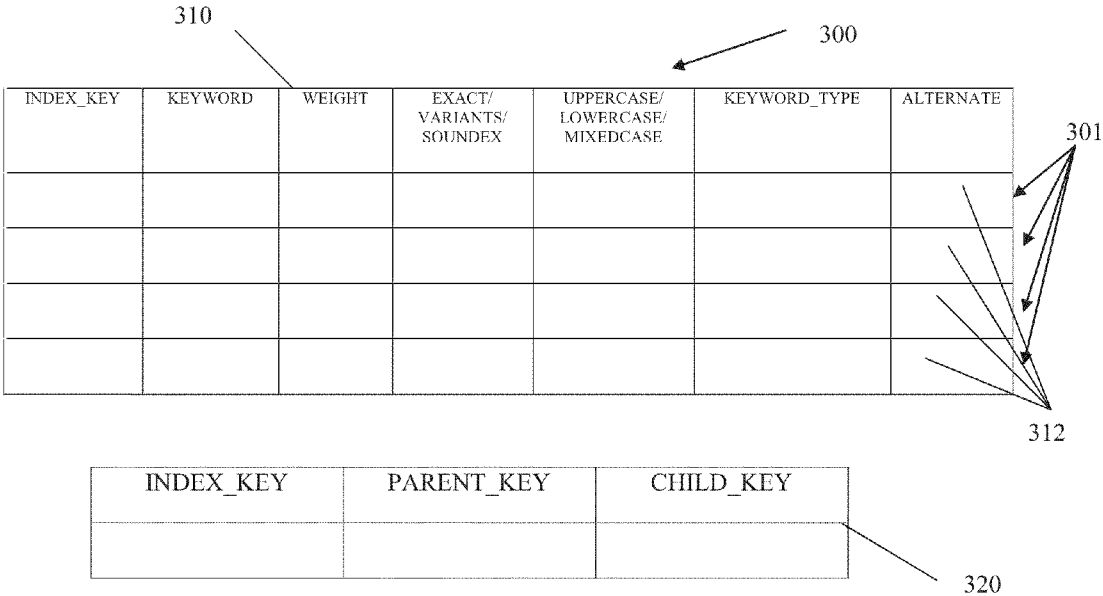 310
300
INDEX_KEY KEYWORD WEIGHT EXACT/ UPPERCASE/ KEYWORD_TYPE ALTERNATE
VARIANTS/ LOWERCASE/
SOUNDEX MIXEDCASE
301
312
INDEX_KEY PARENT_KEY CHILD_KEY
320